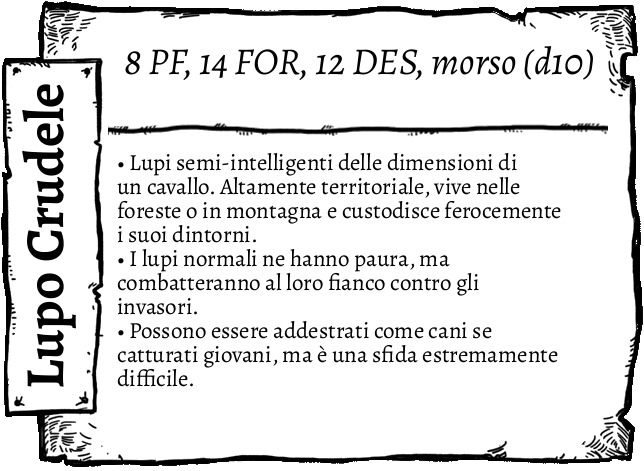 Lupo Crudele
8 PF, 14 FOR, 12 DES, morso (d10)
• Lupi semi-intelligenti delle dimensioni di
un cavallo. Altamente territoriale, vive nelle
foreste o in montagna e custodisce ferocemente
i suoi dintorni.
• I lupi normali ne hanno paura, ma
combatteranno al loro fianco contro gli
invasori.
• Possono essere addestrati come cani se
catturati giovani, ma è una sfida estremamente
difficile.